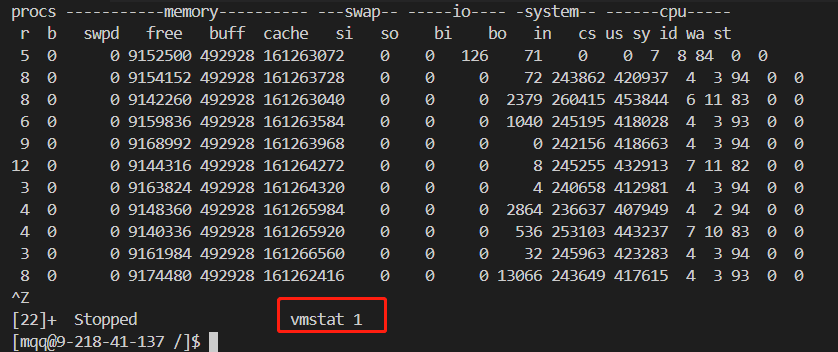 procs -----------memory---------- ---swap-- -----io---- -system-- ------cpu-----
 r  b   swpd   free   buff  cache   si   so    bi    bo   in   cs us sy id wa st
 5  0      0 9152500 492928 161263072    0    0   126    71    0    0  7  8 84  0  0
 8  0      0 9154152 492928 161263728    0    0     0    72 243862 420937  4  3 94  0  0
 8  0      0 9142260 492928 161263040    0    0     0  2379 260415 453844  6 11 83  0  0
 6  0      0 9159836 492928 161263584    0    0     0  1040 245195 418028  4  3 93  0  0
 9  0      0 9168992 492928 161263968    0    0     0     0 242156 418663  4  3 94  0  0
12  0      0 9144316 492928 161264272    0    0     0     8 245255 432913  7 11 82  0  0
 3  0      0 9163824 492928 161264320    0    0     0     4 240658 412981  4  3 94  0  0
 4  0      0 9148360 492928 161265984    0    0     0  2864 236637 407949  4  2 94  0  0
 4  0      0 9140336 492928 161265920    0    0     0   536 253103 443237  7 10 83  0  0
 3  0      0 9161984 492928 161266560    0    0     0    32 245963 423283  4  3 94  0  0
 8  0      0 9174480 492928 161262416    0    0     0 13066 243649 417615  4  3 93  0  0
^Z
[22]+  Stopped                 vmstat 1
[mqq@9-218-41-137 /]$